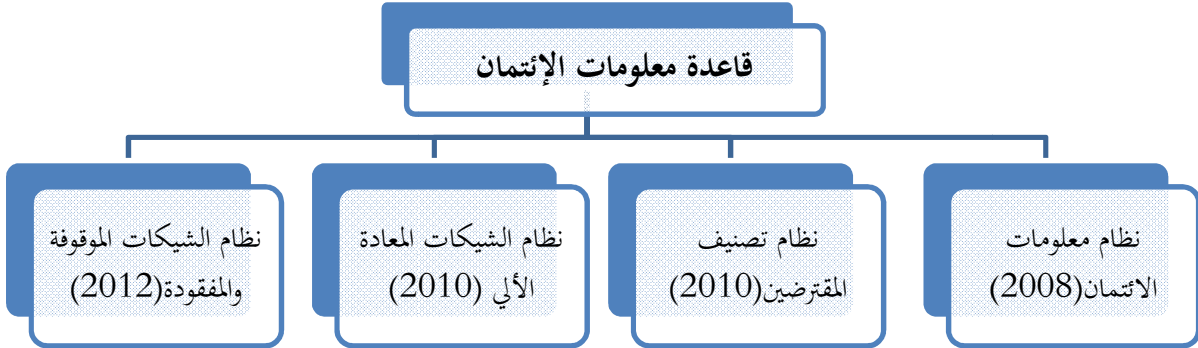 قاعدة معلومات الإئتمان
نظام معلومات
الائتمان(2008)
نظام تصنيف
المقترضين(2010)
نظام الشيكات المعادة
الألي (2010)
نظام الشيكات الموقوفة
والمفقودة(2012)